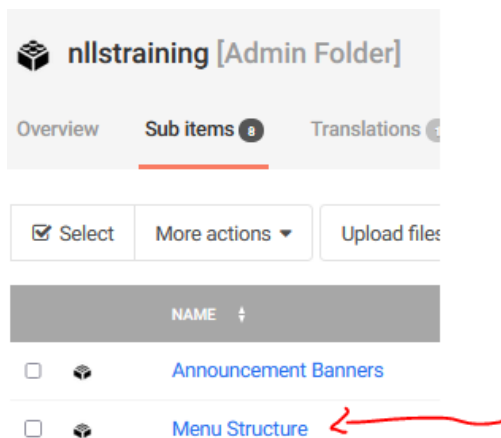 nllstraining [Admin Folder]
Overview Sub items 8 Translations
Select More actions Upload files
NAME
Announcement Banners
Menu Structure